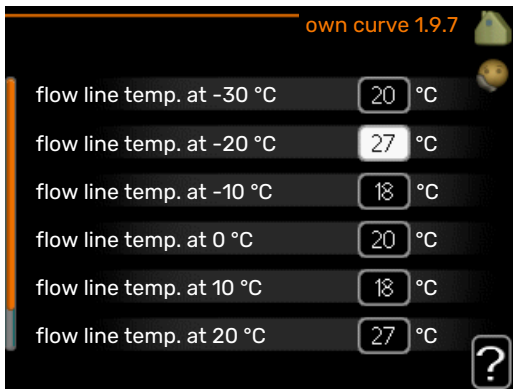 own curve 1.9.7
flow line temp. at -30 °C 20 °C
flow line temp. at -20 °C 27 °C
flow line temp. at -10 °C 18 °C
flow line temp. at 0 °C 20 °C
flow line temp. at 10 °C 18 °C
flow line temp. at 20 °C 27 °C
?